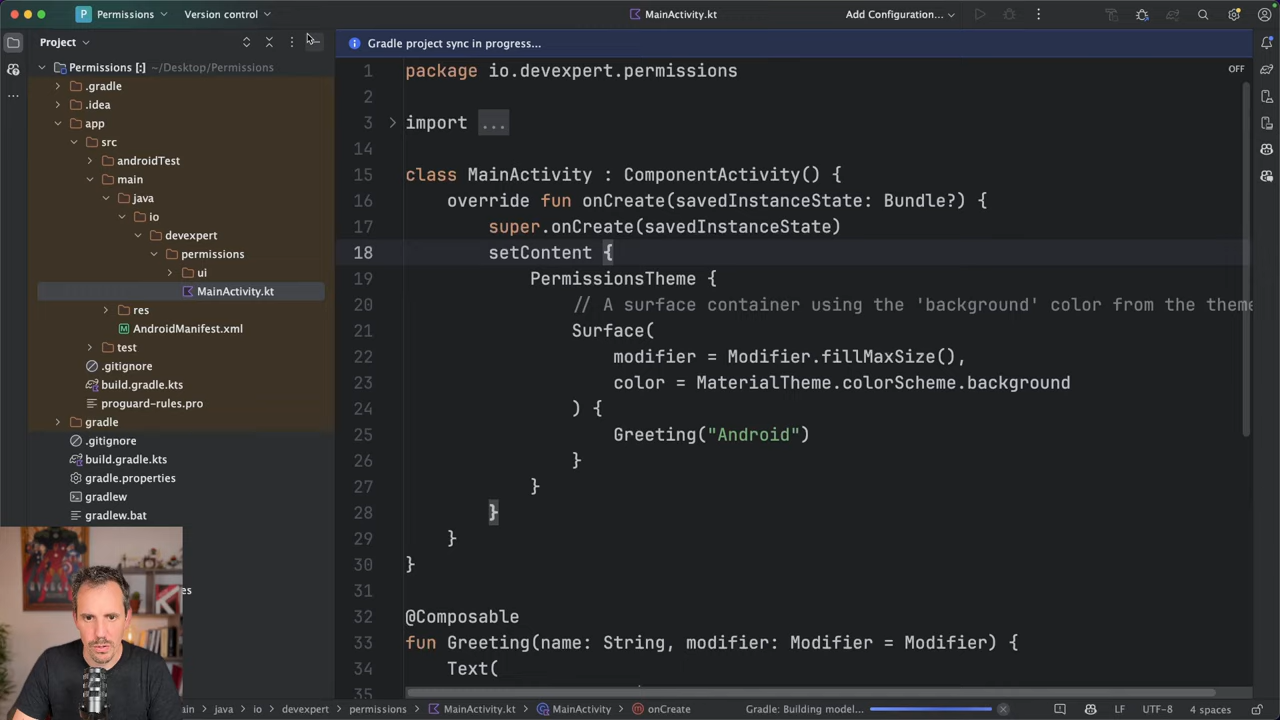 P Permissions
Version control
MainActivity.kt
Add Configuration...
Project
Gradle project sync in progress...
OFF
Permissions [:] ~/Desktop/Permissions
.gradle
.idea
app
src
androidTest
main
java
io
devexpert
permissions
ui
MainActivity.kt
res
AndroidManifest.xml
test
.gitignore
build.gradle.kts
proguard-rules.pro
gradle
.gitignore
build.gradle.kts
gradle.properties
gradlew
gradlew.bat
es
1 package io.devexpert.permissions
2
3 import ...
14
15 class MainActivity : ComponentActivity() {
16 override fun onCreate(savedInstanceState: Bundle?) {
17 super.onCreate(savedInstanceState)
18 setContent {
19 PermissionsTheme {
20 // A surface container using the 'background' color from the theme
21 Surface(
22 modifier = Modifier.fillMaxSize(),
23 color = MaterialTheme.colorScheme.background
24 ) {
25 Greeting("Android")
26 }
27 }
28 }
29 }
30 }
31
32 @Composable
33 fun Greeting(name: String, modifier: Modifier = Modifier) {
34 Text(
35
ain > java > io > devexpert > permissions > MainActivity.kt > MainActivity > onCreate
Gradle: Building model...
LF UTF-8 4 spaces